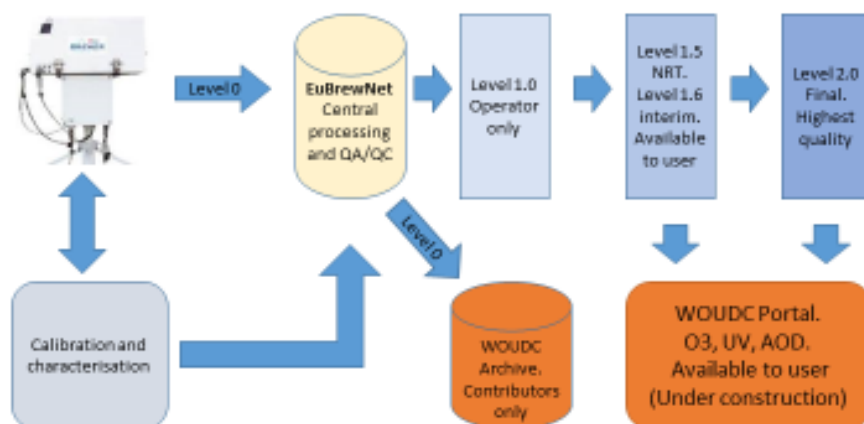 BREWER
Level 0
EuBrewNet
Central
processing
and QA/QC
Level 1.0
Operator
only
Level 1.5
NRT.
Level 1.6
interim.
Available
to user
Level 2.0
Final.
Highest
quality
Level 0
Calibration and
characterisation
WOUDC
Archive.
Contributors
only
WOUDC Portal.
O3, UV, AOD.
Available to user
(Under construction)